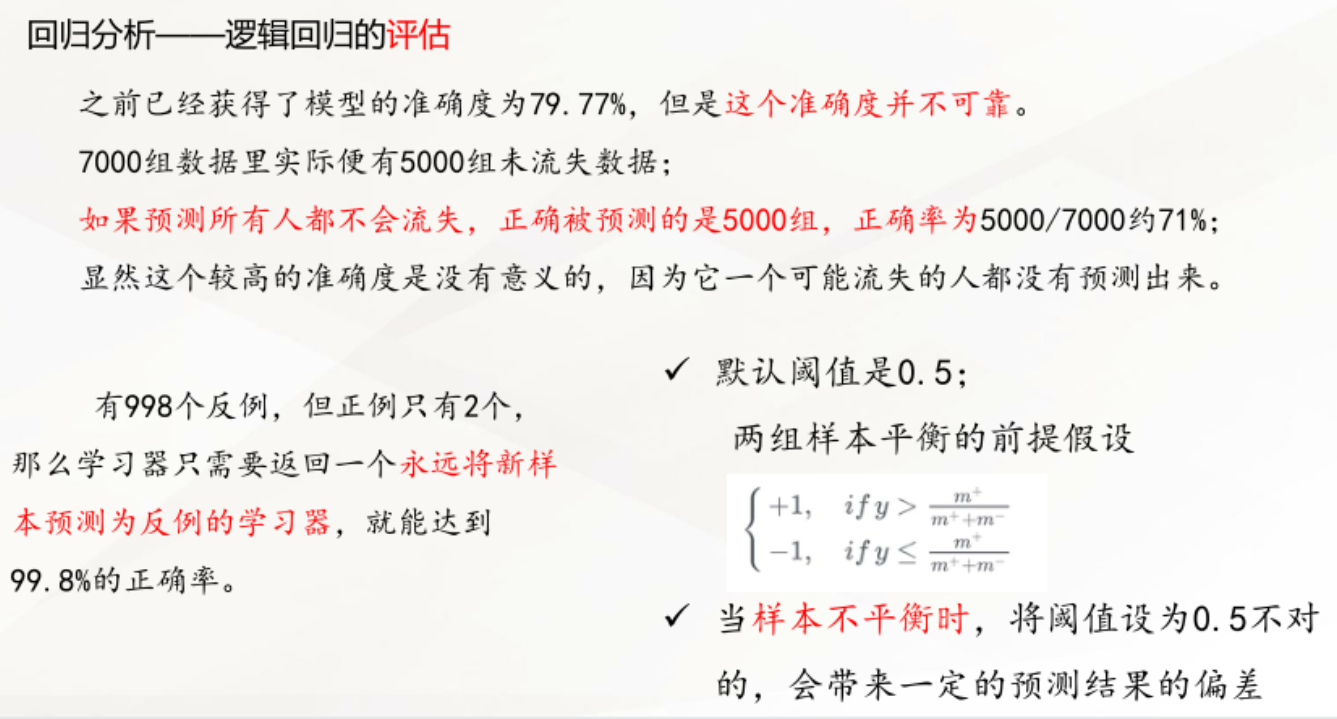 回归分析——逻辑回归的评估
之前已经获得了模型的准确度为79.77%，但是这个准确度并不可靠。
7000组数据里实际便有5000组未流失数据；
如果预测所有人都不会流失，正确被预测的是5000组，正确率为5000/7000约71%；
显然这个较高的准确度是没有意义的，因为它一个可能流失的人都没有预测出来。
有998个反例，但正例只有2个，
那么学习器只需要返回一个永远将新样
本预测为反例的学习器，就能达到
99.8%的正确率。
✓ 默认阈值是0.5；
两组样本平衡的前提假设
{ +1, if y > m⁺/(m⁺+m⁻)
−1, if y ≤ m⁺/(m⁺+m⁻)
✓ 当样本不平衡时，将阈值设为0.5不对
的，会带来一定的预测结果的偏差